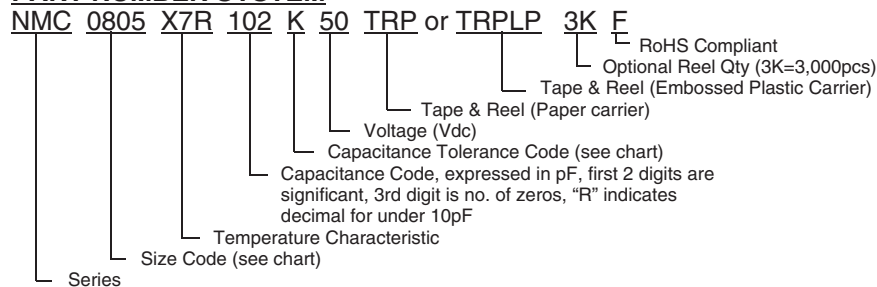 NMC 0805 X7R 102 K 50 TRP or TRPLP 3K F
RoHS Compliant
Optional Reel Qty (3K=3,000pcs)
Tape & Reel (Embossed Plastic Carrier)
Tape & Reel (Paper carrier)
Voltage (Vdc)
Capacitance Tolerance Code (see chart)
Capacitance Code, expressed in pF, first 2 digits are
significant, 3rd digit is no. of zeros, “R” indicates
decimal for under 10pF
Temperature Characteristic
Size Code (see chart)
Series